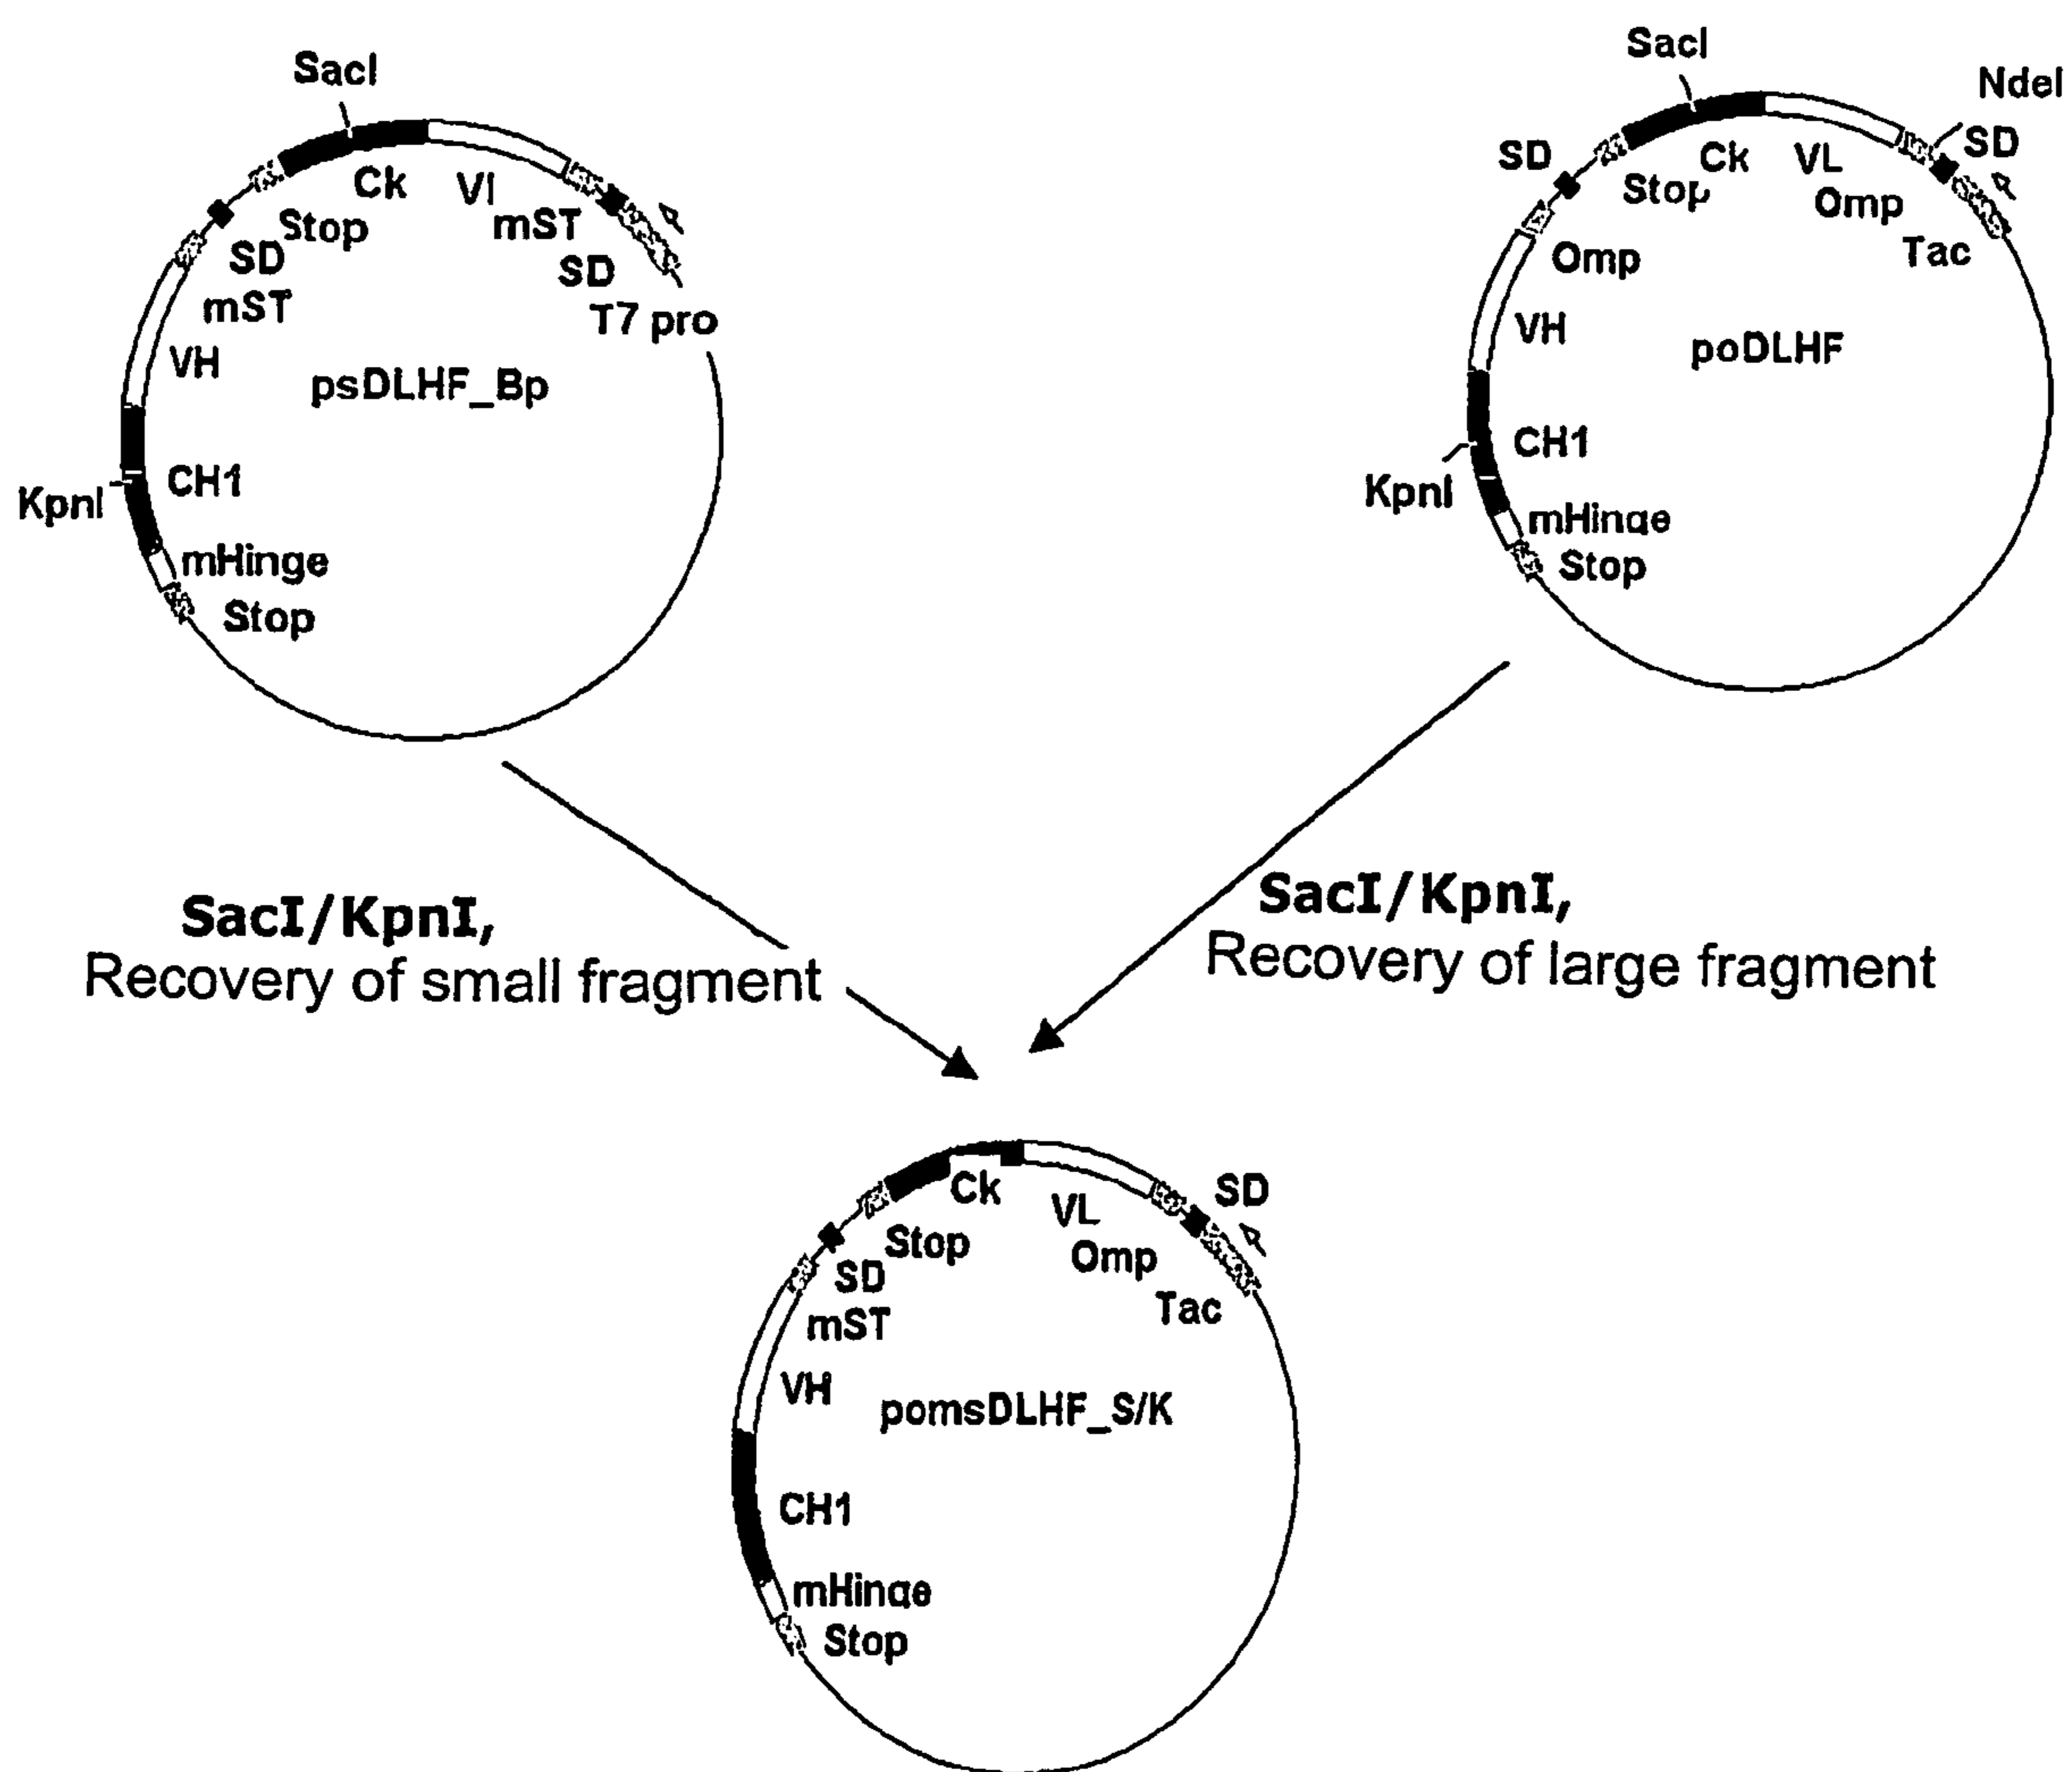 SacI
Ck
Vl
mST
SD
T7 pro
Stop
SD
mST
VH
psDLHF_Bp
CH1
KpnI
mHinge
Stop
SacI
NdeI
SD
SD
Ck
VL
Stop
Omp
Tac
Omp
VH
poDLHF
CH1
KpnI
mHinge
Stop
SacI/KpnI,
Recovery of small fragment
SacI/KpnI,
Recovery of large fragment
Ck
SD
VL
Stop
Omp
SD
Tac
mST
VH
pomsDLHF_S/K
CH1
mHinge
Stop